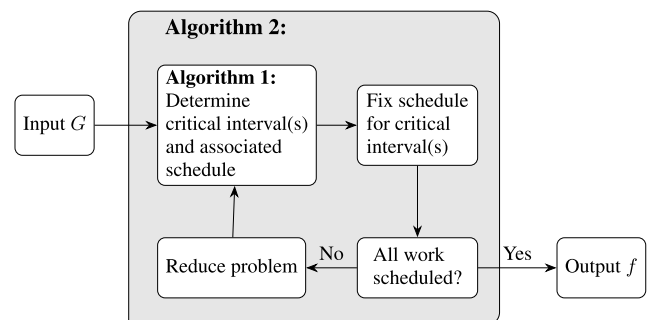 Algorithm 2:
Input G
Algorithm 1:
Determine
critical interval(s)
and associated
schedule
Fix schedule
for critical
interval(s)
All work
scheduled?
No
Reduce problem
Yes
Output f